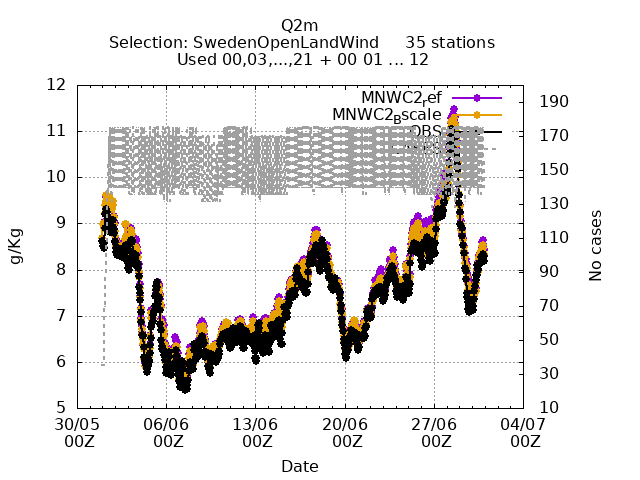 Q2m
Selection: SwedenOpenLandWind 35 stations
Used 00,03,...,21 + 00 01 ... 12
MNWC2ref
MNWC2Bscale
OBS
12
11
10
9
8
7
6
5
g/Kg
190
170
150
130
110
90
70
50
30
10
No cases
30/05 06/06 13/06 20/06 27/06 04/07
00Z 00Z 00Z 00Z 00Z 00Z
Date